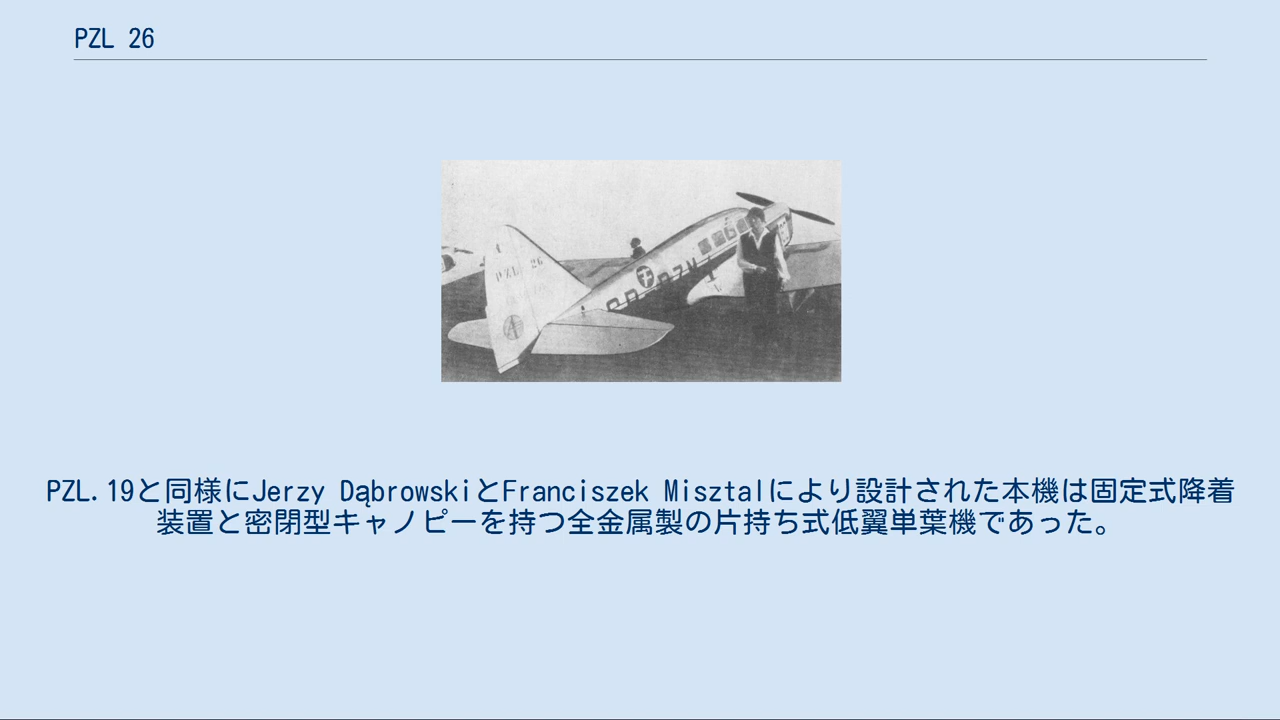 PZL 26
PZL 26
PZL.19と同様にJerzy DąbrowskiとFranciszek Misztalにより設計された本機は固定式降着
装置と密閉型キャノピーを持つ全金属製の片持ち式低翼単葉機であった。